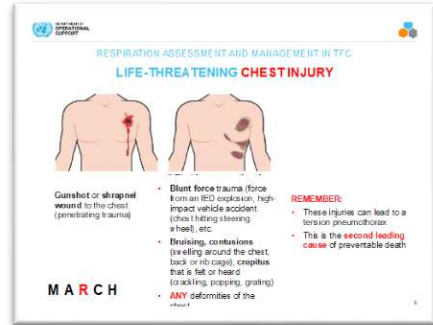 OPERATIONAL
SUPPORT
RESPIRATION ASSESSMENT AND MANAGEMENT IN TFC
LIFE-THREATENING CHEST INJURY
Gunshot or shrapnel
wound to the chest
(penetrating trauma)
• Blunt force trauma (force
from an IED explosion, high-
impact vehicle accident
(chest hitting steering
wheel), etc.
• Bruising, contusions
(swelling around the chest,
back or rib cage), crepitus
that is felt or heard
(crackling, popping, grating)
• ANY deformities of the
REMEMBER:
• These injuries can lead to a
tension pneumothorax
• This is the second leading
cause of preventable death
M A R C H